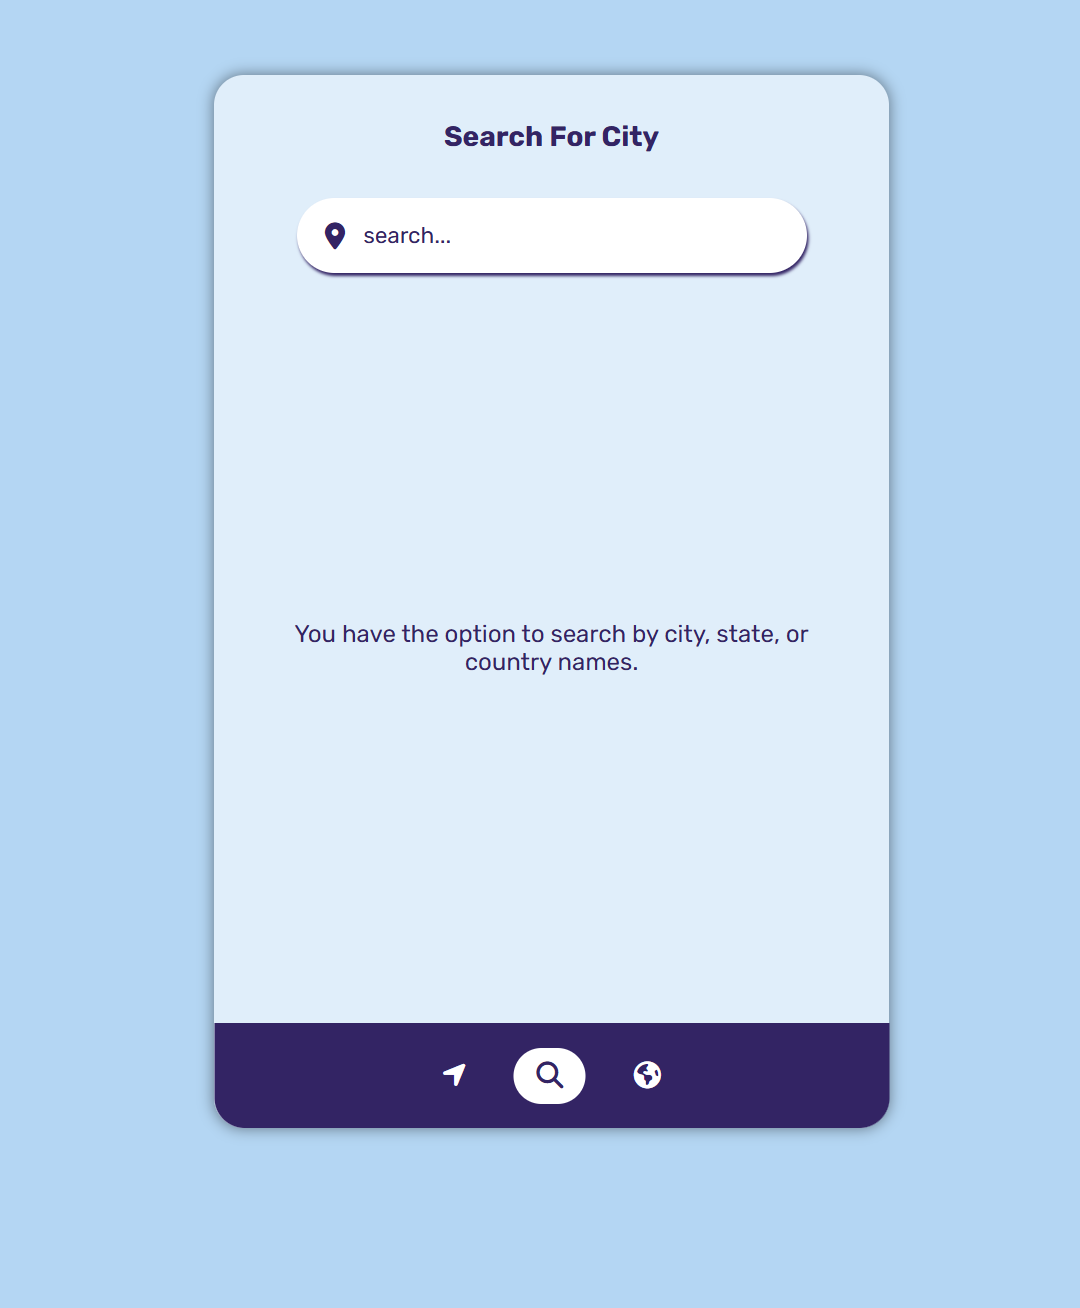 Search For City
search...
You have the option to search by city, state, or
country names.